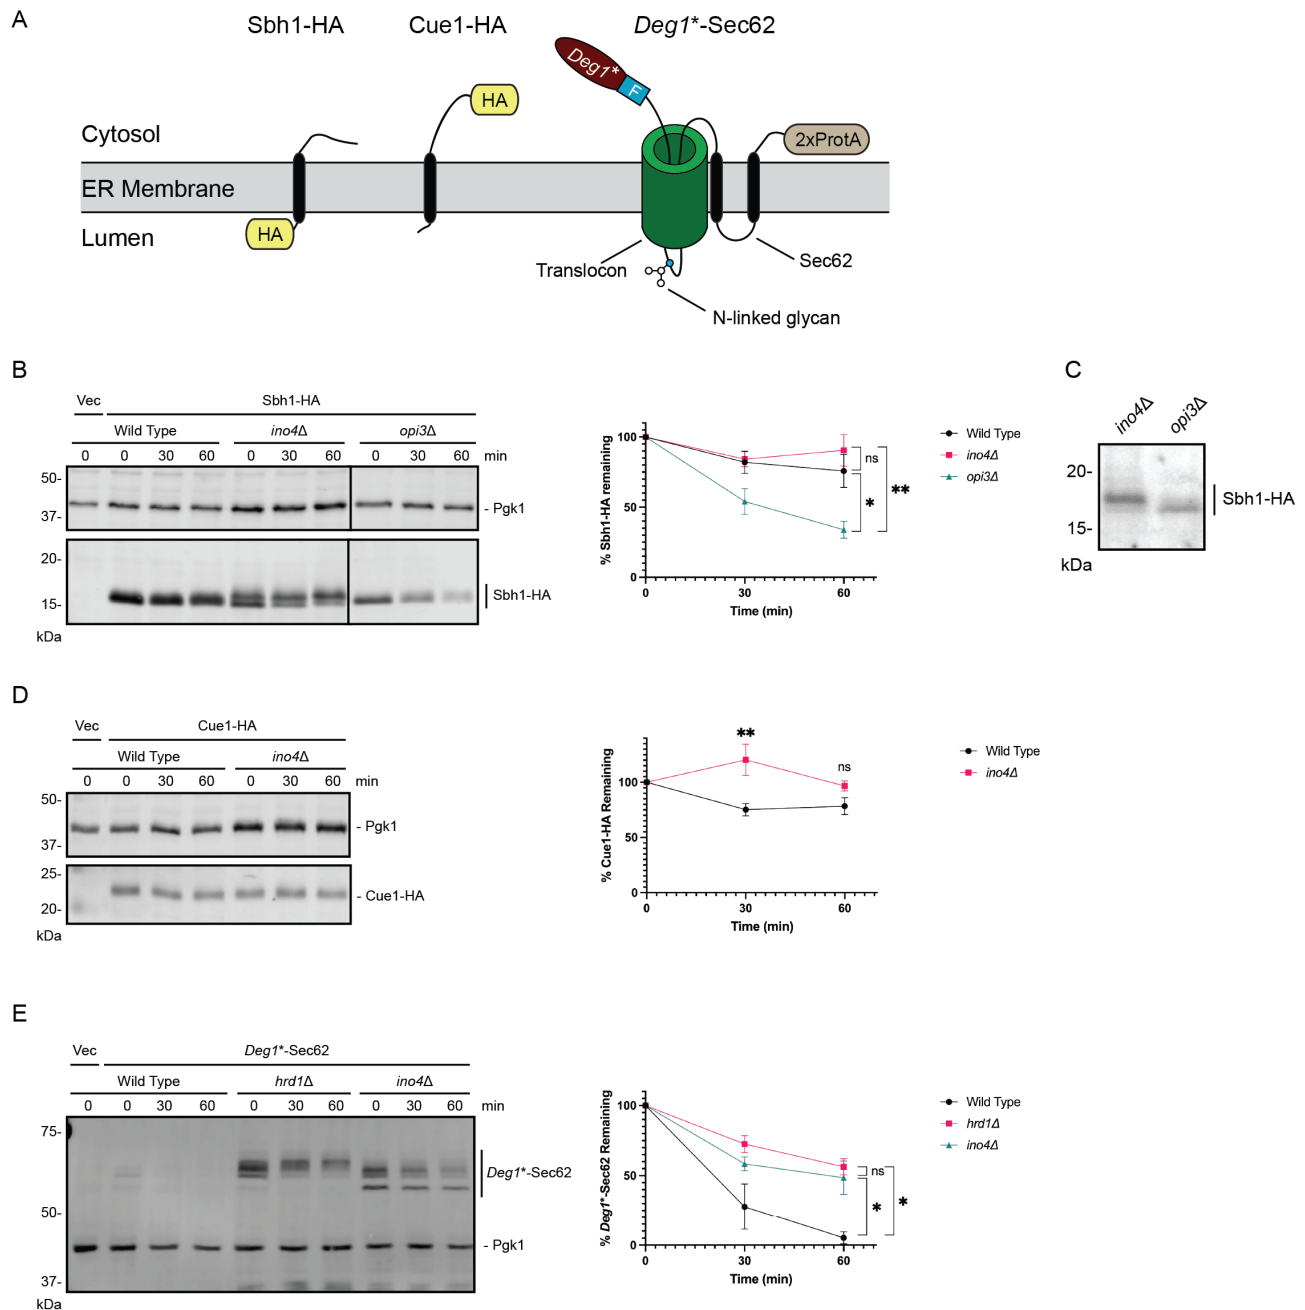 A
Sbh1-HA Cue1-HA Deg1*-Sec62
Deg1*
F
HA
Cytosol
2xProtA
ER Membrane
HA
Lumen
Translocon
Sec62
N-linked glycan
B
Vec Sbh1-HA
Wild Type ino4Δ opi3Δ
0 0 30 60 0 30 60 0 30 60 min
50-
37-
- Pgk1
20-
15-
Sbh1-HA
kDa
% Sbh1-HA remaining
100
50
0
0 30 60
Time (min)
ns
*
**
Wild Type
ino4Δ
opi3Δ
C
ino4Δ opi3Δ
20-
15-
Sbh1-HA
kDa
D
Vec Cue1-HA
Wild Type ino4Δ
0 0 30 60 0 30 60 min
50-
37-
- Pgk1
25-
20-
- Cue1-HA
kDa
% Cue1-HA Remaining
100
50
0
0 30 60
Time (min)
**
ns
Wild Type
ino4Δ
E
Vec Deg1*-Sec62
Wild Type hrd1Δ ino4Δ
0 0 30 60 0 30 60 0 30 60 min
75-
Deg1*-Sec62
50-
- Pgk1
37-
kDa
% Deg1*-Sec62 Remaining
100
50
0
0 30 60
Time (min)
ns
*
*
Wild Type
hrd1Δ
ino4Δ